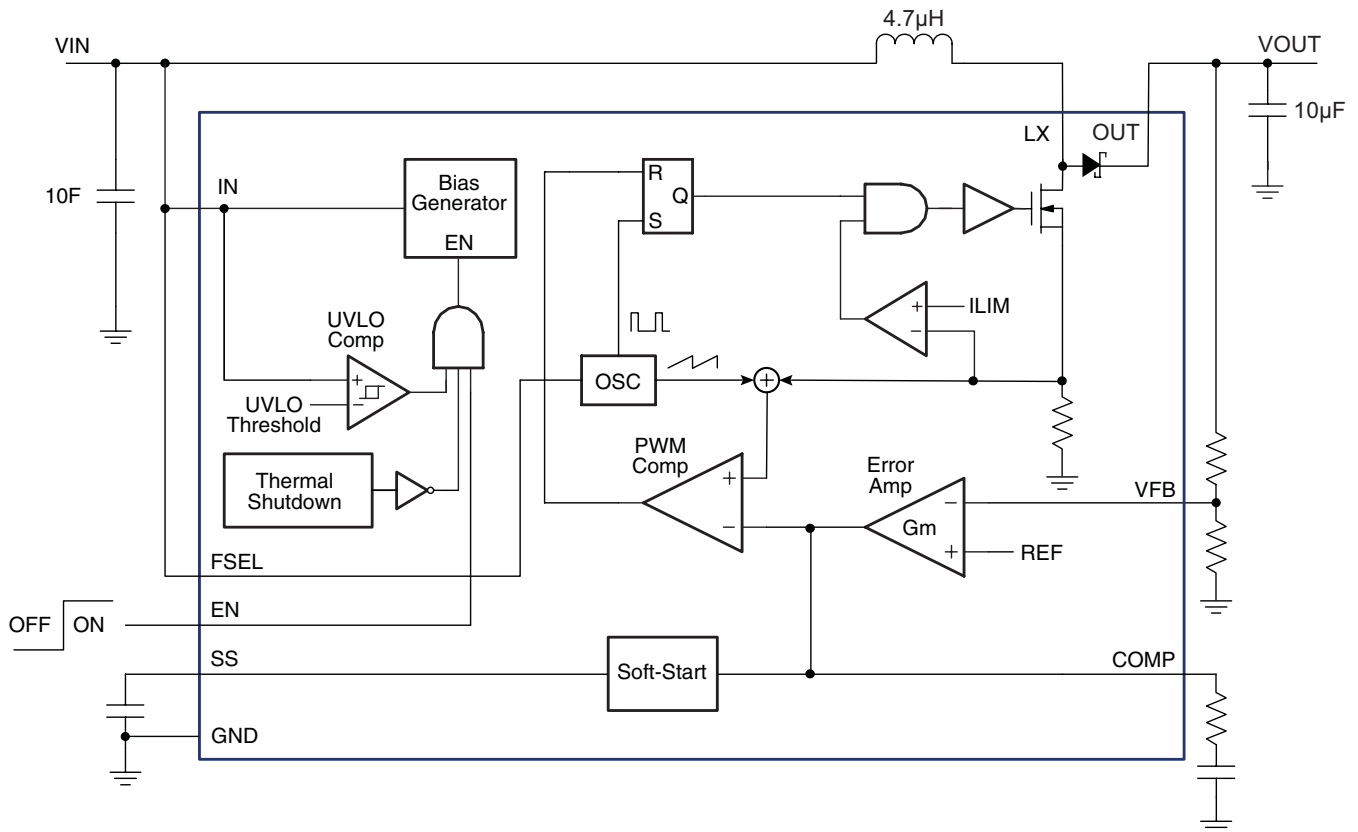 4.7µH
VIN
VOUT
10µF
LX
OUT
10F
IN
Bias
Generator
EN
R
Q
S
UVLO
Comp
+
−
UVLO
Threshold
+
−
ILIM
OSC
+
Thermal
Shutdown
PWM
Comp
+
−
Error
Amp
Gm
−
+
REF
VFB
FSEL
OFF
ON
EN
SS
Soft-Start
COMP
GND